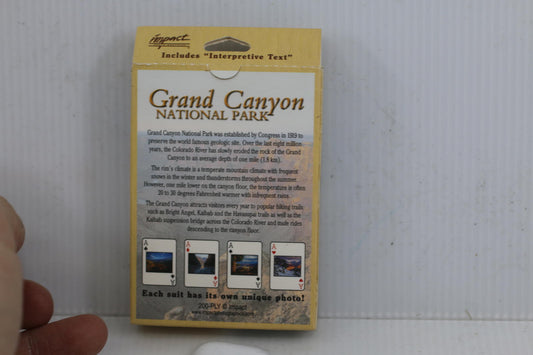 impact
Includes "Interpretive Text"
Grand Canyon
NATIONAL PARK
Grand Canyon National Park was established by Congress in 1919 to
preserve the world famous geologic site. Over the last eight million
years, the Colorado River has slowly eroded the rock of the Grand
Canyon to an average depth of one mile (1.8 km).
The rim's climate is a temperate mountain climate with frequent
snows in the winter and thunderstorms throughout the summer.
However, one mile lower on the canyon floor, the temperature is often
20 to 30 degrees Fahrenheit warmer with infrequent rains.
The Grand Canyon attracts visitors every year to popular hiking trails
such as Bright Angel, Kaibab and the Havasupai trails as well as the
Kaibab suspension bridge across the Colorado River and mule rides
descending to the canyon floor.
A A A A
A A A A
Each suit has its own unique photo!
200-PLY © impact